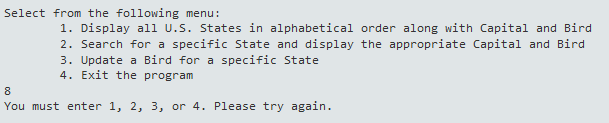 Select from the following menu:
1. Display all U.S. States in alphabetical order along with Capital and Bird
2. Search for a specific State and display the appropriate Capital and Bird
3. Update a Bird for a specific State
4. Exit the program
8
You must enter 1, 2, 3, or 4. Please try again.